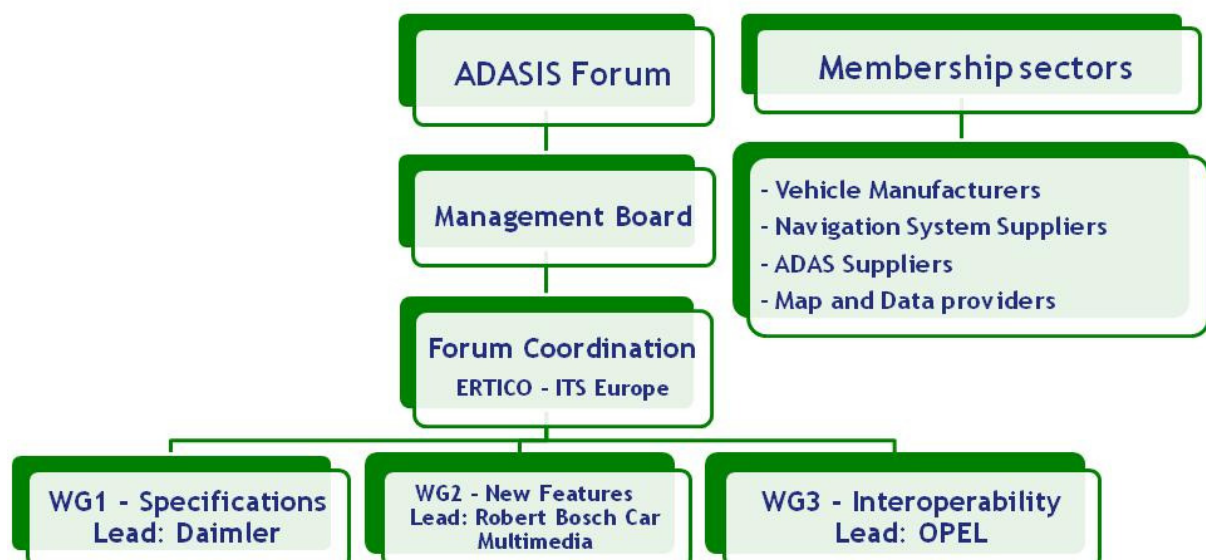 ADASIS Forum
Membership sectors
Management Board
- Vehicle Manufacturers
- Navigation System Suppliers
- ADAS Suppliers
- Map and Data providers
Forum Coordination
ERTICO - ITS Europe
WG1 - Specifications
Lead: Daimler
WG2 - New Features
Lead: Robert Bosch Car
Multimedia
WG3 - Interoperability
Lead: OPEL